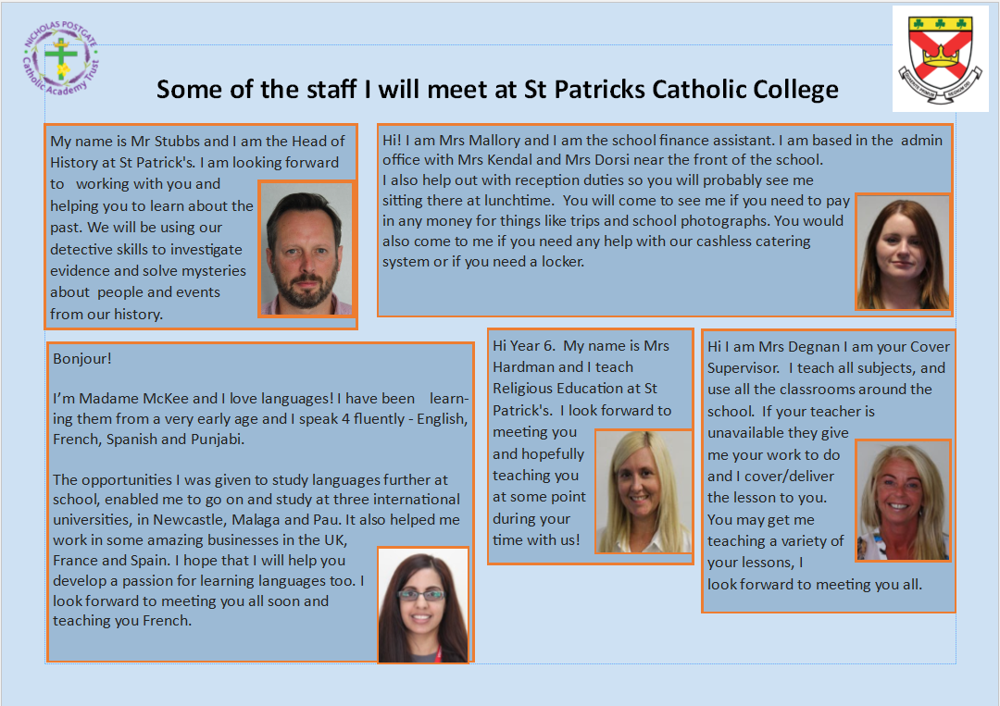 NICHOLAS POSTGATE
Catholic Academy Trust
Some of the staff I will meet at St Patricks Catholic College
My name is Mr Stubbs and I am the Head of
History at St Patrick's. I am looking forward
to working with you and
helping you to learn about the
past. We will be using our
detective skills to investigate
evidence and solve mysteries
about people and events
from our history.
Hi! I am Mrs Mallory and I am the school finance assistant. I am based in the admin
office with Mrs Kendal and Mrs Dorsi near the front of the school.
I also help out with reception duties so you will probably see me
sitting there at lunchtime. You will come to see me if you need to pay
in any money for things like trips and school photographs. You would
also come to me if you need any help with our cashless catering
system or if you need a locker.
Bonjour!
I’m Madame McKee and I love languages! I have been learn-
ing them from a very early age and I speak 4 fluently - English,
French, Spanish and Punjabi.
The opportunities I was given to study languages further at
school, enabled me to go on and study at three international
universities, in Newcastle, Malaga and Pau. It also helped me
work in some amazing businesses in the UK,
France and Spain. I hope that I will help you
develop a passion for learning languages too. I
look forward to meeting you all soon and
teaching you French.
Hi Year 6. My name is Mrs
Hardman and I teach
Religious Education at St
Patrick's. I look forward to
meeting you
and hopefully
teaching you
at some point
during your
time with us!
Hi I am Mrs Degnan I am your Cover
Supervisor. I teach all subjects, and
use all the classrooms around the
school. If your teacher is
unavailable they give
me your work to do
and I cover/deliver
the lesson to you.
You may get me
teaching a variety of
your lessons, I
look forward to meeting you all.